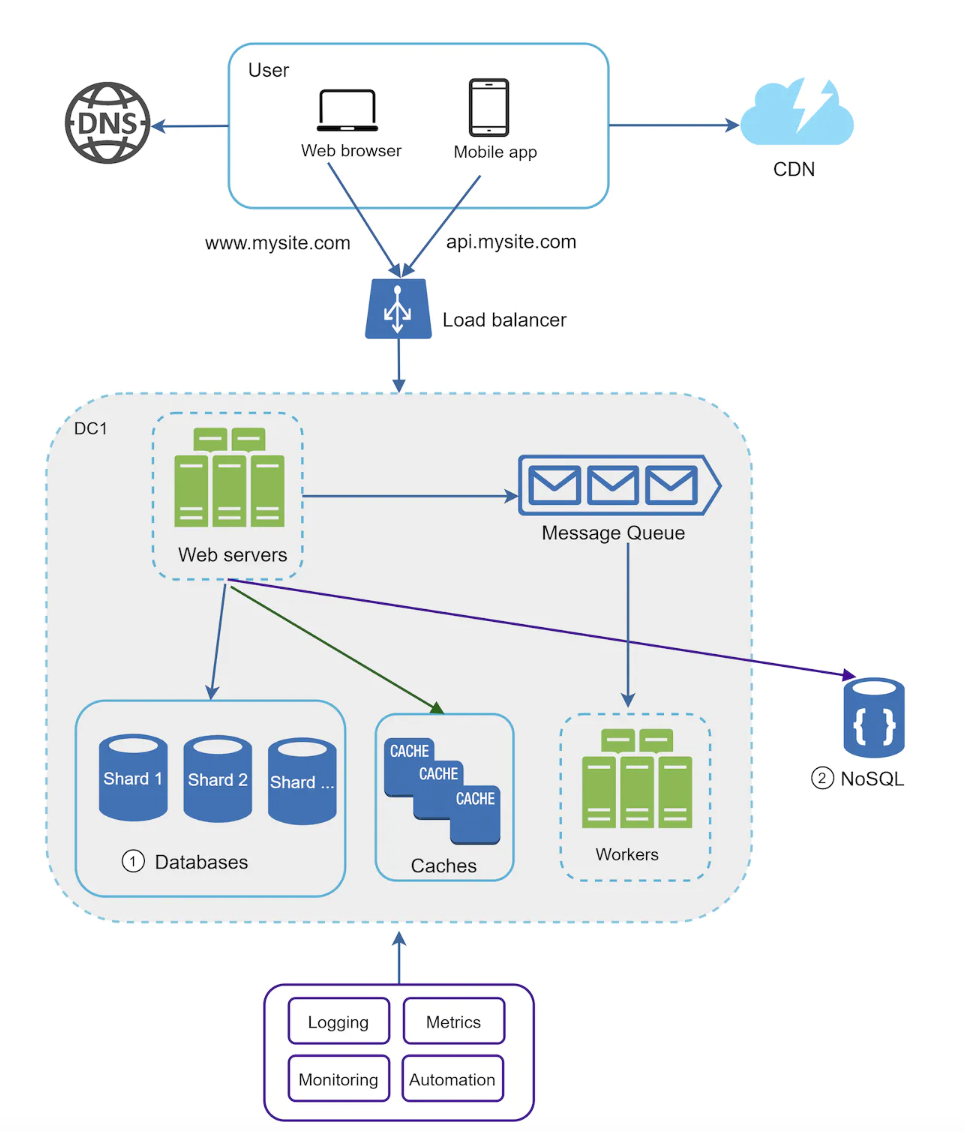 User
DNS
Web browser
Mobile app
CDN
www.mysite.com
api.mysite.com
Load balancer
DC1
Web servers
Message Queue
Shard 1
Shard 2
Shard ...
CACHE
CACHE
CACHE
{ }
1 Databases
Caches
Workers
2 NoSQL
Logging
Metrics
Monitoring
Automation